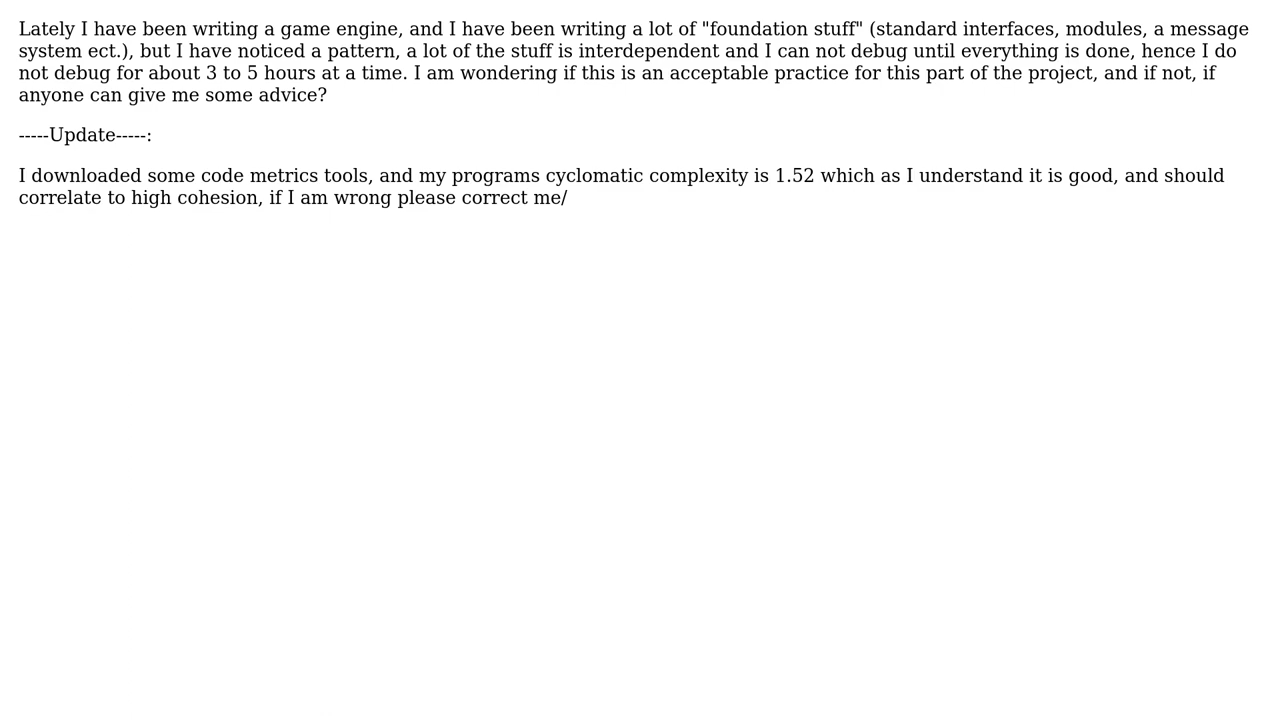 Lately I have been writing a game engine, and I have been writing a lot of "foundation stuff" (standard interfaces, modules, a message
system ect.), but I have noticed a pattern, a lot of the stuff is interdependent and I can not debug until everything is done, hence I do
not debug for about 3 to 5 hours at a time. I am wondering if this is an acceptable practice for this part of the project, and if not, if
anyone can give me some advice?
-----Update-----:
I downloaded some code metrics tools, and my programs cyclomatic complexity is 1.52 which as I understand it is good, and should
correlate to high cohesion, if I am wrong please correct me/